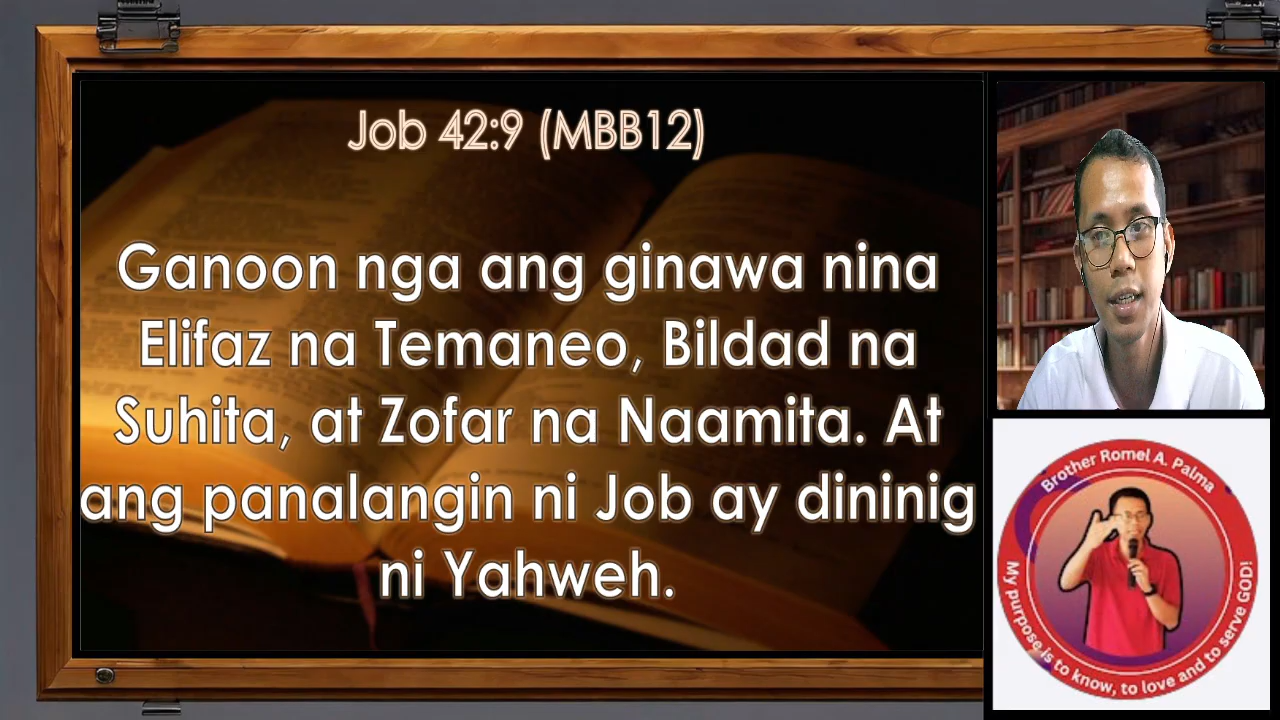 Job 42:9 (MBB12)
Ganoon nga ang ginawa nina
Elifaz na Temaneo, Bildad na
Suhita, at Zofar na Naamita. At
ang panalangin ni Job ay dininig
ni Yahweh.
Brother Romel A. Palma
My purpose is to know, to love and to serve GOD!